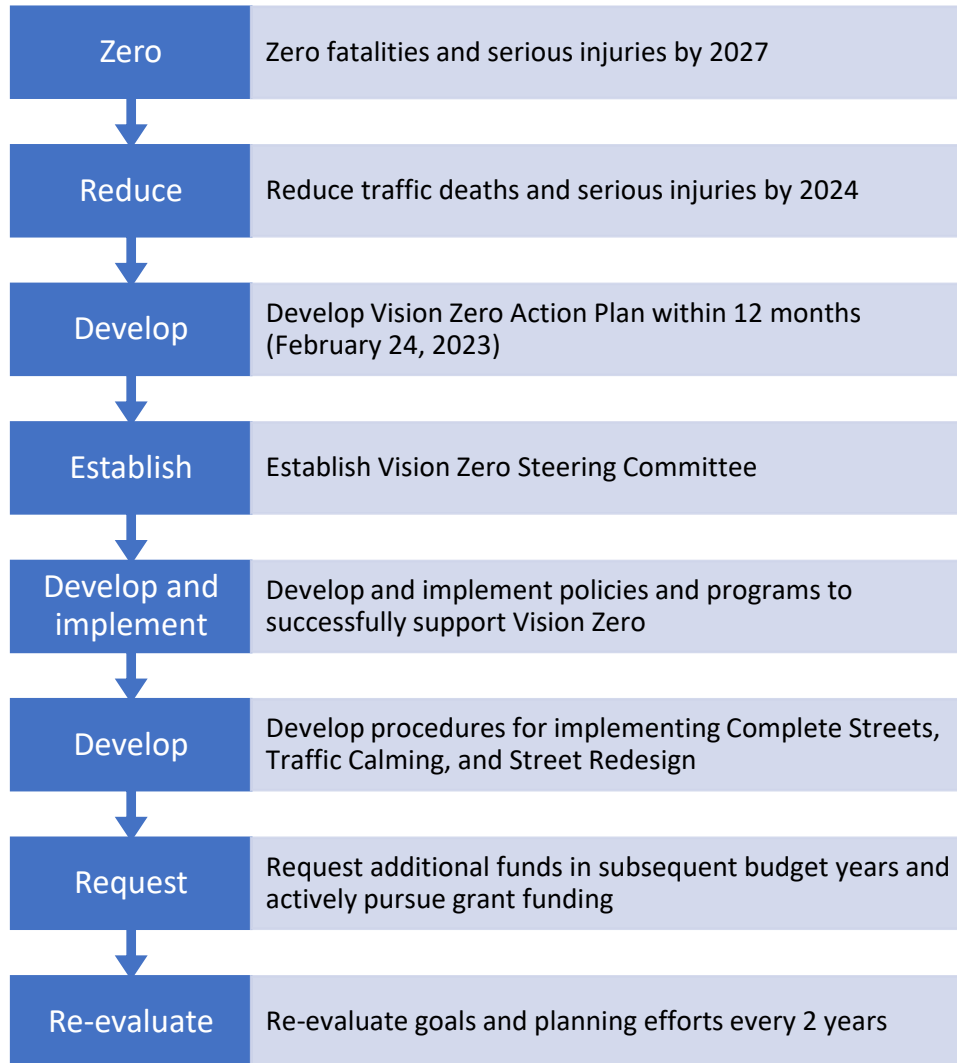 Zero
Zero fatalities and serious injuries by 2027
Reduce
Reduce traffic deaths and serious injuries by 2024
Develop
Develop Vision Zero Action Plan within 12 months
(February 24, 2023)
Establish
Establish Vision Zero Steering Committee
Develop and
implement
Develop and implement policies and programs to
successfully support Vision Zero
Develop
Develop procedures for implementing Complete Streets,
Traffic Calming, and Street Redesign
Request
Request additional funds in subsequent budget years and
actively pursue grant funding
Re-evaluate
Re-evaluate goals and planning efforts every 2 years